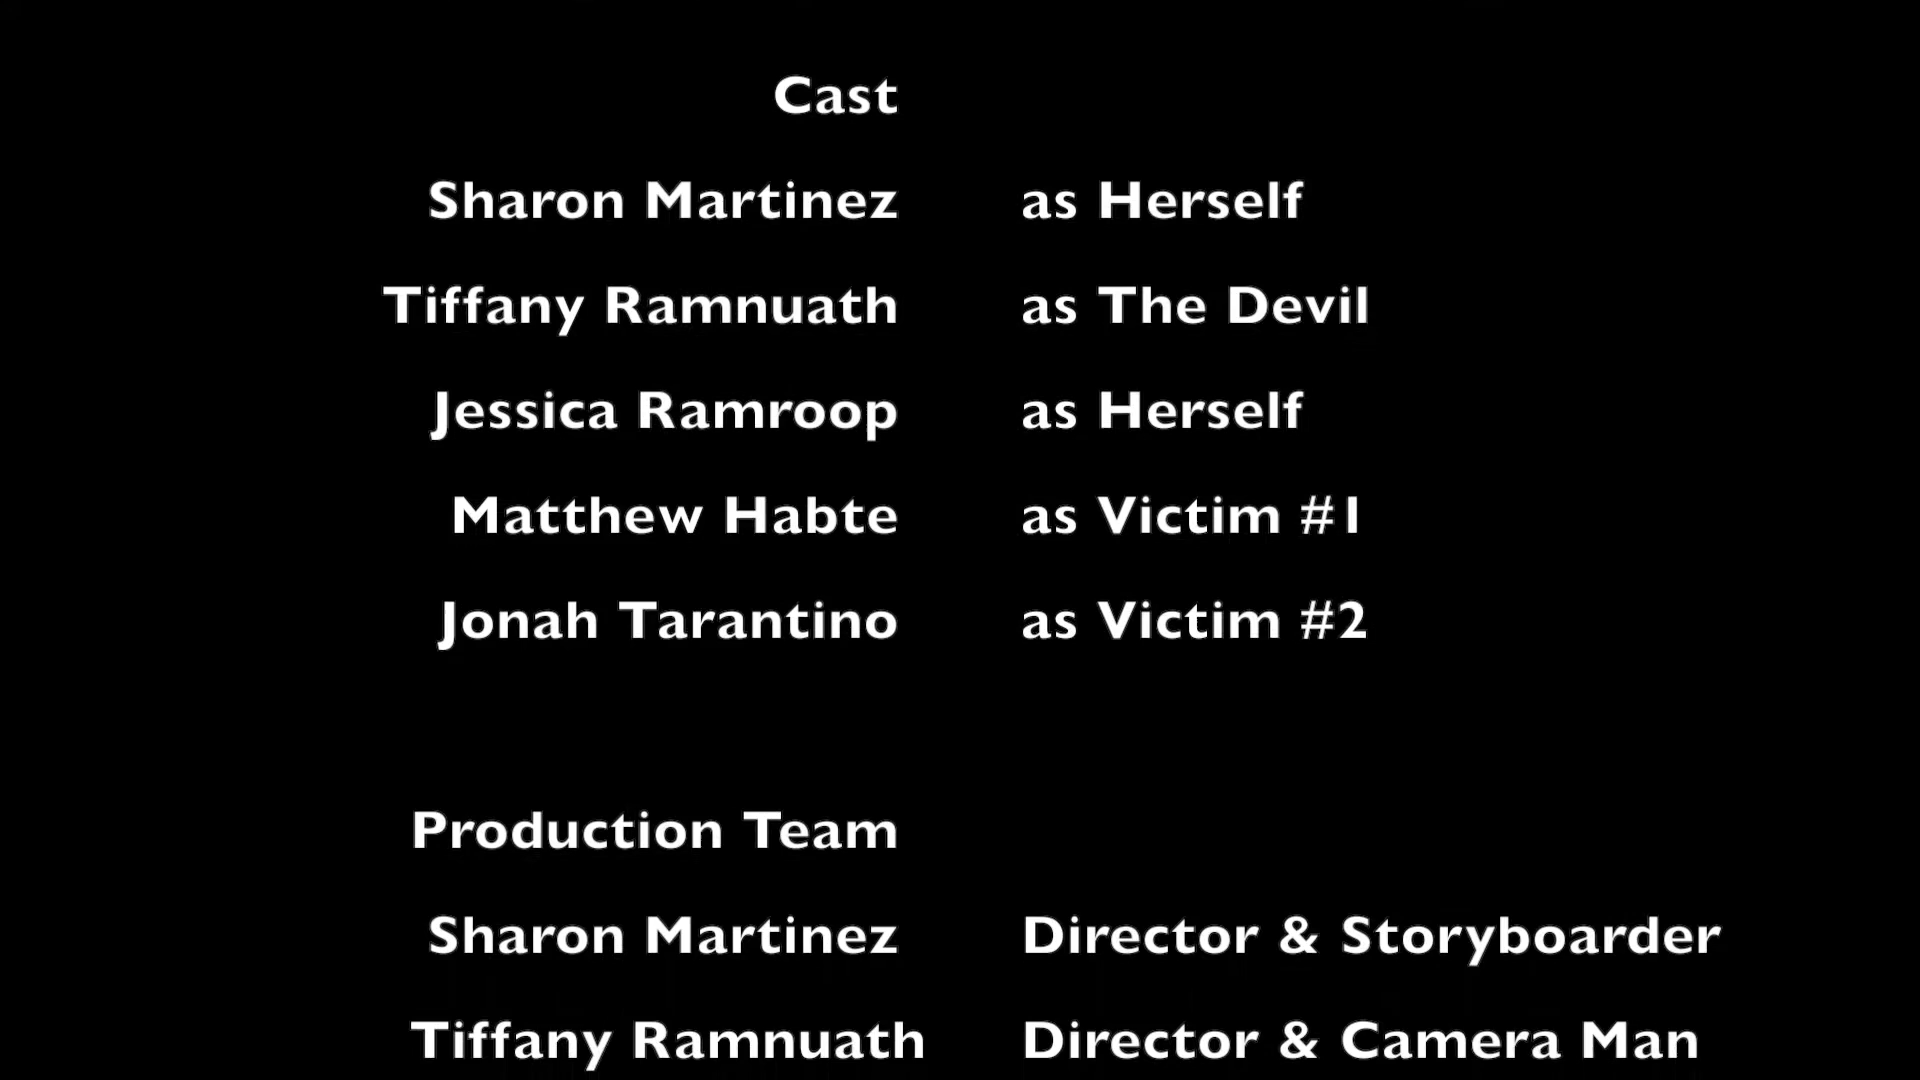 Cast
Sharon Martinez as Herself
Tiffany Ramnuath as The Devil
Jessica Ramroop as Herself
Matthew Habte as Victim #1
Jonah Tarantino as Victim #2
Production Team
Sharon Martinez Director & Storyboarder
Tiffany Ramnuath Director & Camera Man